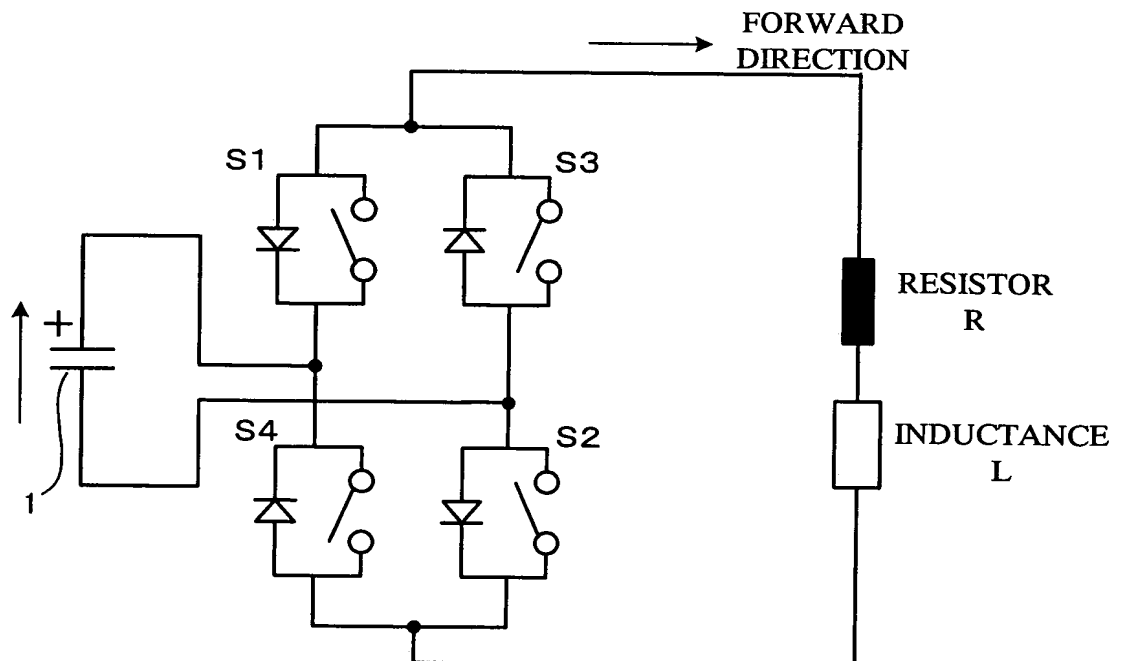 FORWARD
DIRECTION
S1
S3
+
RESISTOR
R
S4
S2
INDUCTANCE
L
1